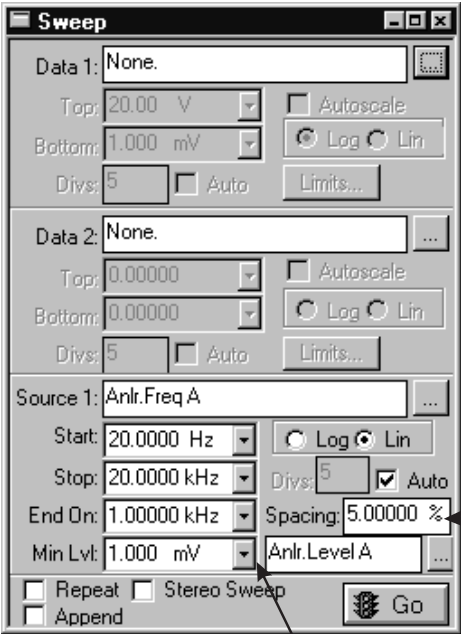 Sweep
Data 1: None. ...
Top: 20.00 V Autoscale
Bottom: 1.000 mV Log Lin
Divs: 5 Auto Limits...
Data 2: None. ...
Top: 0.00000 Autoscale
Bottom: 0.00000 Log Lin
Divs: 5 Auto Limits...
Source 1: Anlr.Freq A ...
Start: 20.0000 Hz Log Lin
Stop: 20.0000 kHz Divs: 5 Auto
End On: 1.00000 kHz Spacing: 5.00000 %
Min Lvl: 1.000 mV Anlr.Level A ...
Repeat Stereo Sweep
Append Go